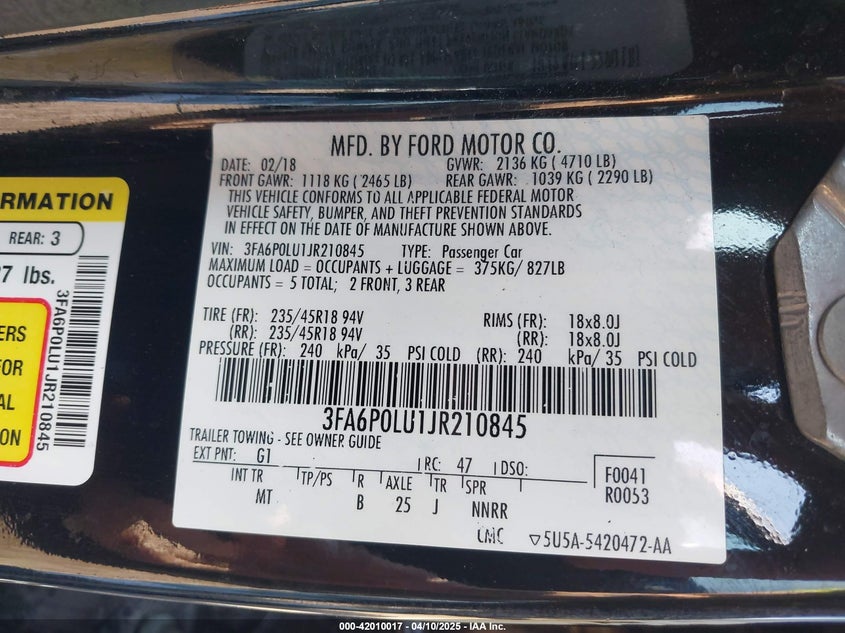 MFD. BY FORD MOTOR CO.
DATE: 02/18 GVWR: 2136 KG ( 4710 LB)
FRONT GAWR: 1118 KG ( 2465 LB) REAR GAWR: 1039 KG ( 2290 LB)
THIS VEHICLE CONFORMS TO ALL APPLICABLE FEDERAL MOTOR
VEHICLE SAFETY, BUMPER, AND THEFT PREVENTION STANDARDS
IN EFFECT ON THE DATE OF MANUFACTURE SHOWN ABOVE.
VIN: 3FA6P0LU1JR210845 TYPE: Passenger Car
MAXIMUM LOAD = OCCUPANTS + LUGGAGE = 375KG/ 827LB
OCCUPANTS = 5 TOTAL; 2 FRONT, 3 REAR
TIRE (FR): 235/45R18 94V RIMS (FR): 18x8.0J
(RR): 235/45R18 94V (RR): 18x8.0J
PRESSURE (FR): 240 kPa/ 35 PSI COLD (RR): 240 kPa/ 35 PSI COLD
3FA6P0LU1JR210845
TRAILER TOWING - SEE OWNER GUIDE
EXT PNT: G1 RC: 47 DSO:
INT TR TP/PS R AXLE TR SPR
MT B 25 J NNRR
F0041
R0053
LMC 5U5A-5420472-AA
RMATION
REAR: 3
7 lbs.
ERS
FOR
AL
ION
3FA6P0LU1JR210845
000-42010017 - 04/10/2025 - IAA Inc.